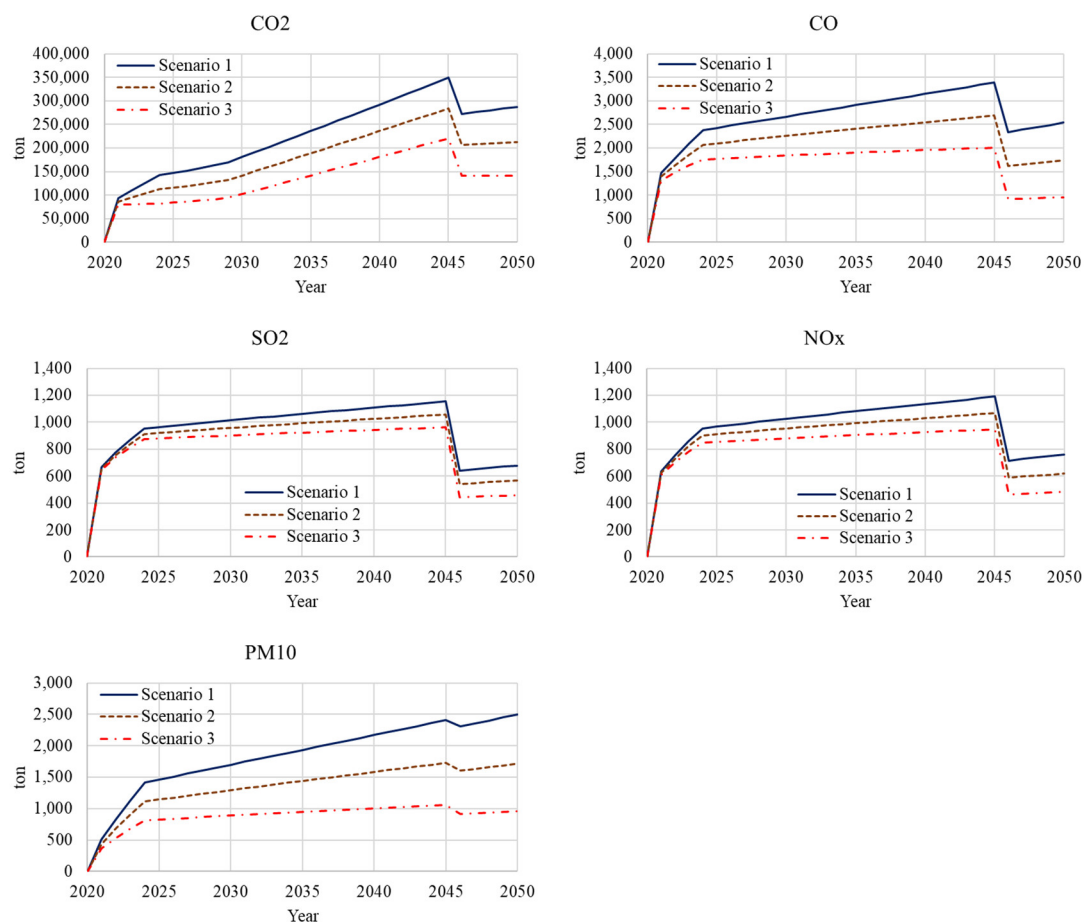 CO2
400,000
350,000
300,000
250,000
200,000
150,000
100,000
50,000
0
ton
Scenario 1
Scenario 2
Scenario 3
2020 2025 2030 2035 2040 2045 2050
Year
CO
4,000
3,500
3,000
2,500
2,000
1,500
1,000
500
0
ton
Scenario 1
Scenario 2
Scenario 3
2020 2025 2030 2035 2040 2045 2050
Year
SO2
1,400
1,200
1,000
800
600
400
200
0
ton
Scenario 1
Scenario 2
Scenario 3
2020 2025 2030 2035 2040 2045 2050
Year
NOx
1,400
1,200
1,000
800
600
400
200
0
ton
Scenario 1
Scenario 2
Scenario 3
2020 2025 2030 2035 2040 2045 2050
Year
PM10
3,000
2,500
2,000
1,500
1,000
500
0
ton
Scenario 1
Scenario 2
Scenario 3
2020 2025 2030 2035 2040 2045 2050
Year